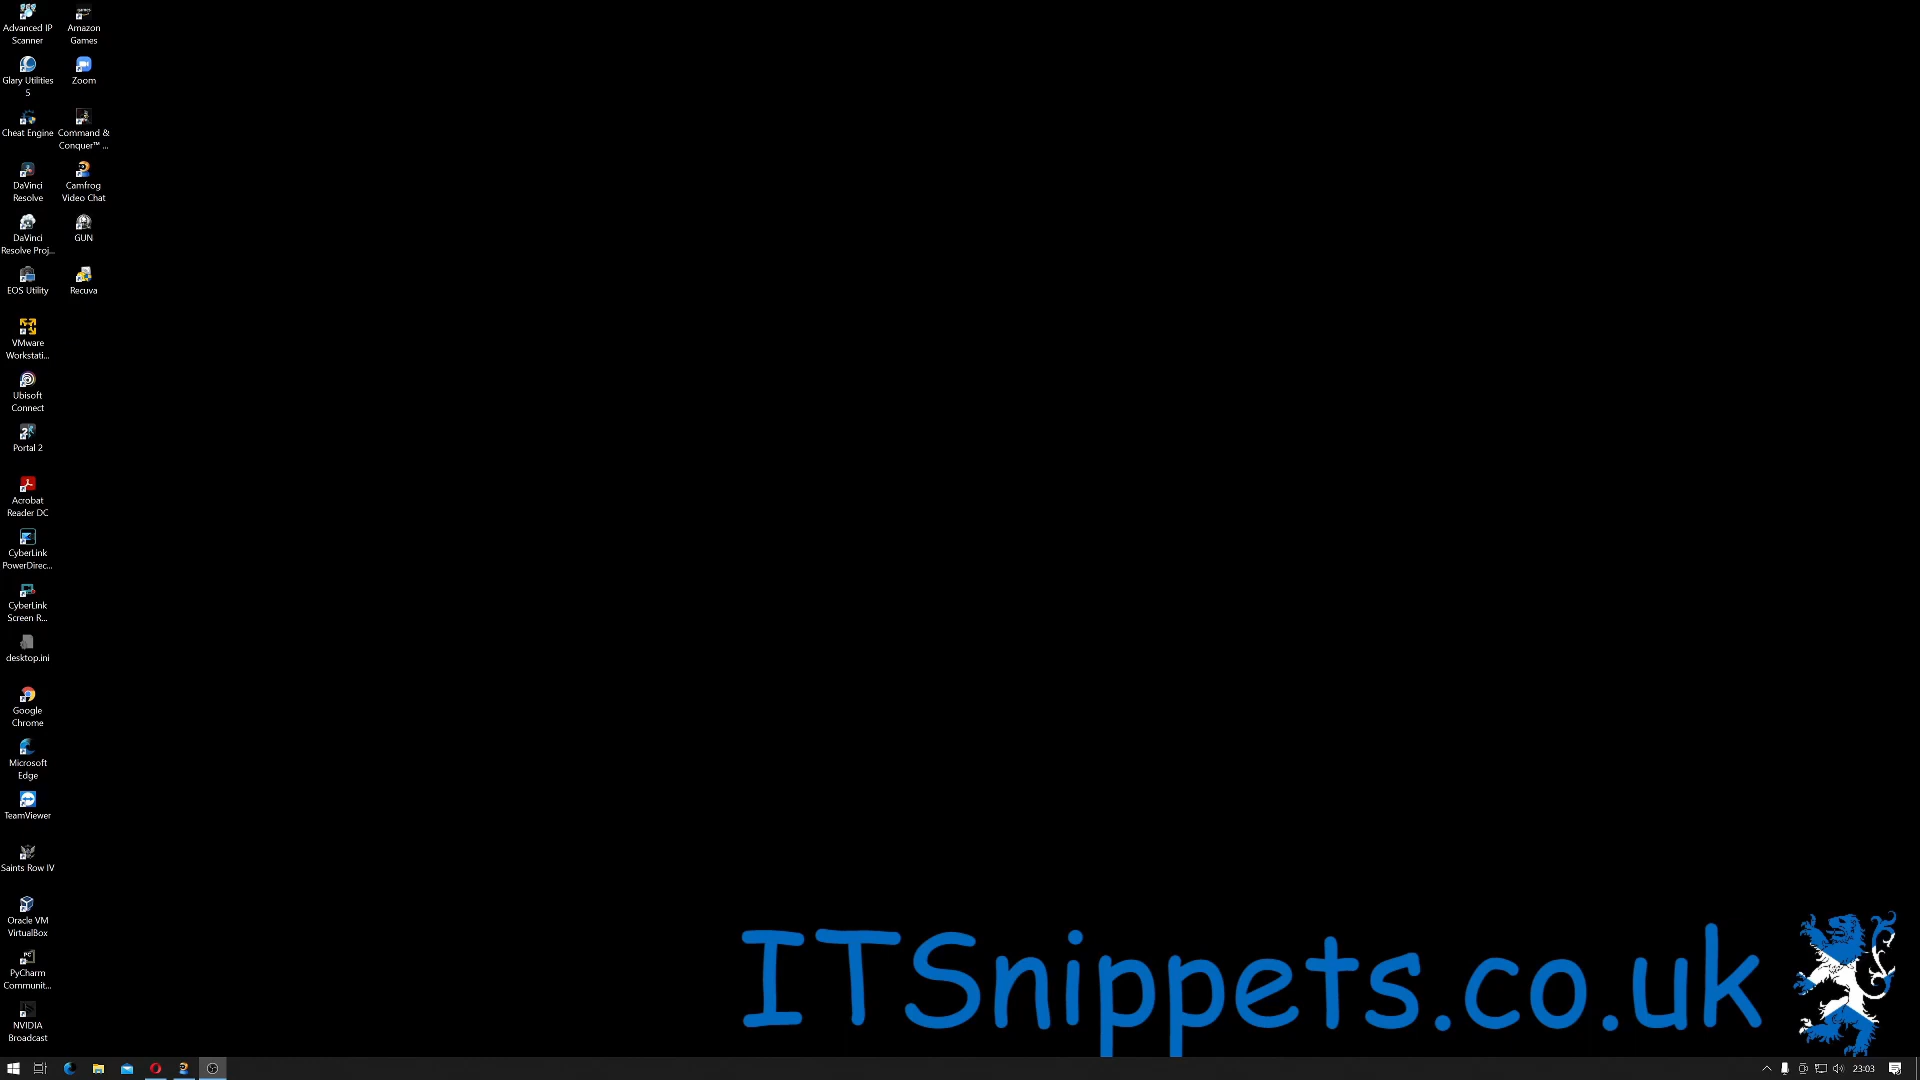 Advanced IP
Scanner
Amazon
Games
Glary Utilities
5
Zoom
Cheat Engine
Command &
Conquer™ ...
DaVinci
Resolve
Camfrog
Video Chat
DaVinci
Resolve Proj...
GUN
EOS Utility
Recuva
VMware
Workstati...
Ubisoft
Connect
Portal 2
Acrobat
Reader DC
CyberLink
PowerDirec...
CyberLink
Screen R...
desktop.ini
Google
Chrome
Microsoft
Edge
TeamViewer
Saints Row IV
Oracle VM
VirtualBox
PyCharm
Communit...
NVIDIA
Broadcast
ITSnippets.co.uk
23:03